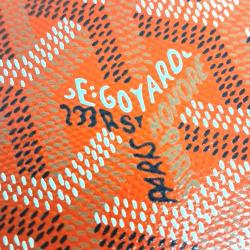 E.GOYARD
233 RST
HONORE
PARIS